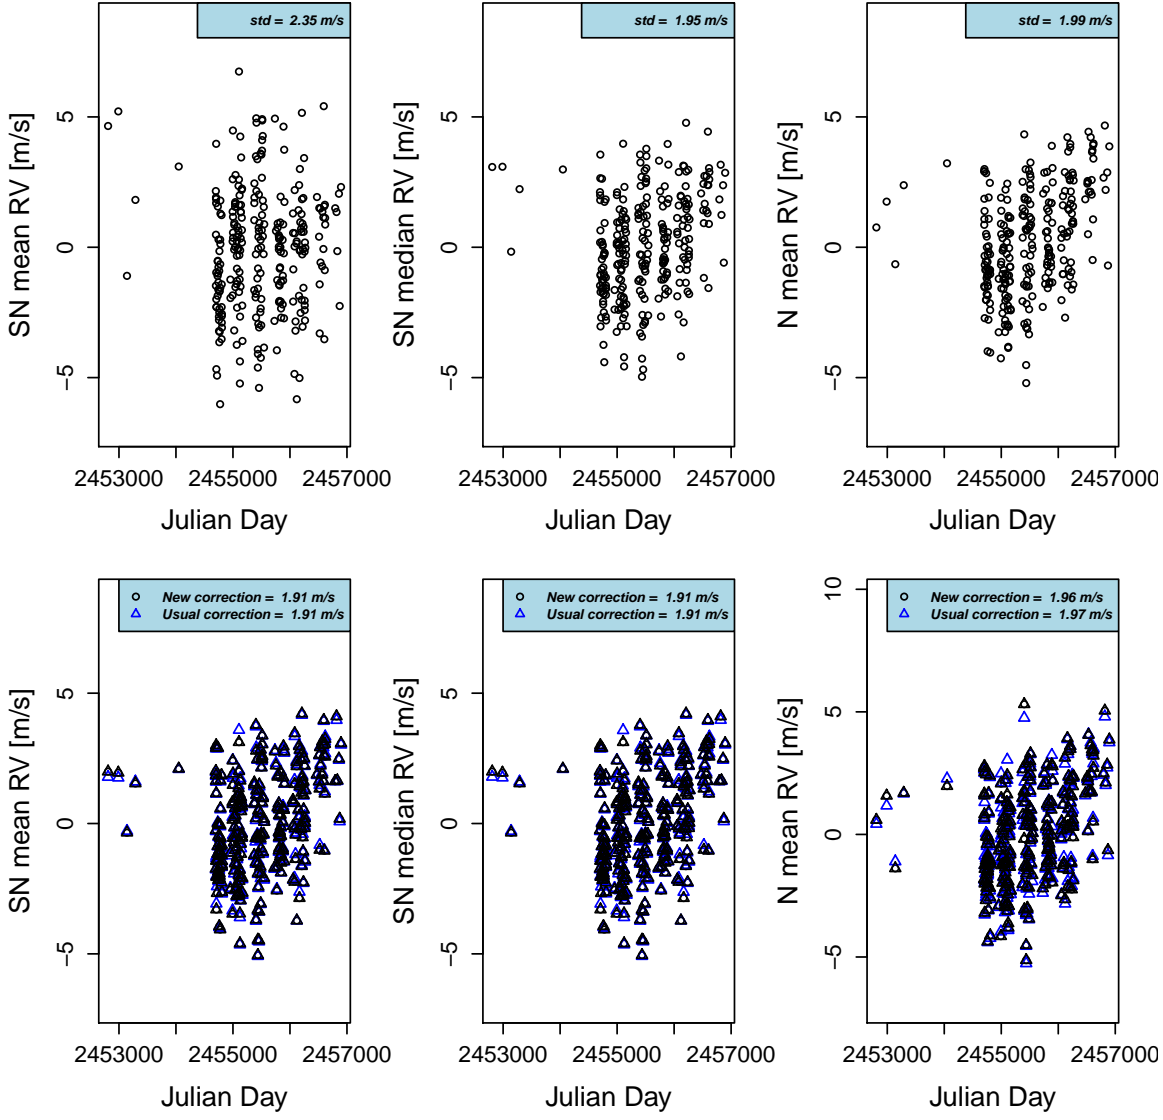 std = 2.35 m/s
SN mean RV [m/s]
5
0
−5
2453000
2455000
2457000
Julian Day
std = 1.95 m/s
SN median RV [m/s]
5
0
−5
2453000
2455000
2457000
Julian Day
std = 1.99 m/s
N mean RV [m/s]
5
0
−5
2453000
2455000
2457000
Julian Day
New correction = 1.91 m/s
Usual correction = 1.91 m/s
SN mean RV [m/s]
5
0
−5
2453000
2455000
2457000
Julian Day
New correction = 1.91 m/s
Usual correction = 1.91 m/s
SN median RV [m/s]
5
0
−5
2453000
2455000
2457000
Julian Day
New correction = 1.96 m/s
Usual correction = 1.97 m/s
N mean RV [m/s]
10
5
0
−5
2453000
2455000
2457000
Julian Day